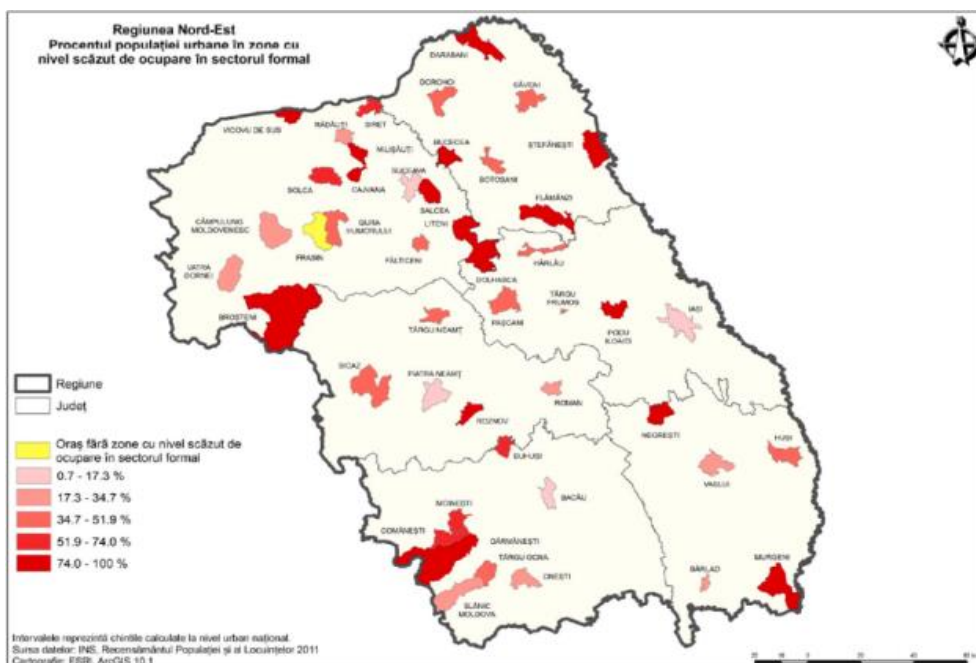 Regiunea Nord-Est
Procentul populației urbane în zone cu
nivel scăzut de ocupare în sectorul formal
DARABANI
DOROHOI
SĂVENI
VICOVU DE SUS
RĂDĂUȚI
SIRET
MILIȘĂUȚI
BUCECEA
ȘTEFĂNEȘTI
SUCEAVA
BOTOȘANI
SOLCA
CAJVANA
SALCEA
FLĂMÂNZI
CÂMPULUNG
MOLDOVENESC
GURA
HUMORULUI
LITENI
FRASIN
FĂLTICENI
HÂRLĂU
VATRA
DORNEI
DOLHASCA
TÂRGU
FRUMOS
IAȘI
BROȘTENI
TÂRGU NEAMȚ
PAȘCANI
PODU
ILOAIEI
BICAZ
PIATRA NEAMȚ
ROMAN
ROZNOV
NEGREȘTI
BUHUȘI
HUȘI
VASLUI
BACĂU
MOINEȘTI
COMĂNEȘTI
DĂRMĂNEȘTI
TÂRGU OCNA
ONEȘTI
SLĂNIC
MOLDOVA
BÂRLAD
MURGENI
Regiune
Județ
Oraș fără zone cu nivel scăzut de
ocupare în sectorul formal
0.7 - 17.3 %
17.3 - 34.7 %
34.7 - 51.9 %
51.9 - 74.0 %
74.0 - 100 %
Intervalele reprezintă chintile calculate la nivel urban național.
Sursa datelor: INS, Recensământul Populației și al Locuințelor 2011
Cartografie: ESRI, ArcGIS 10.1